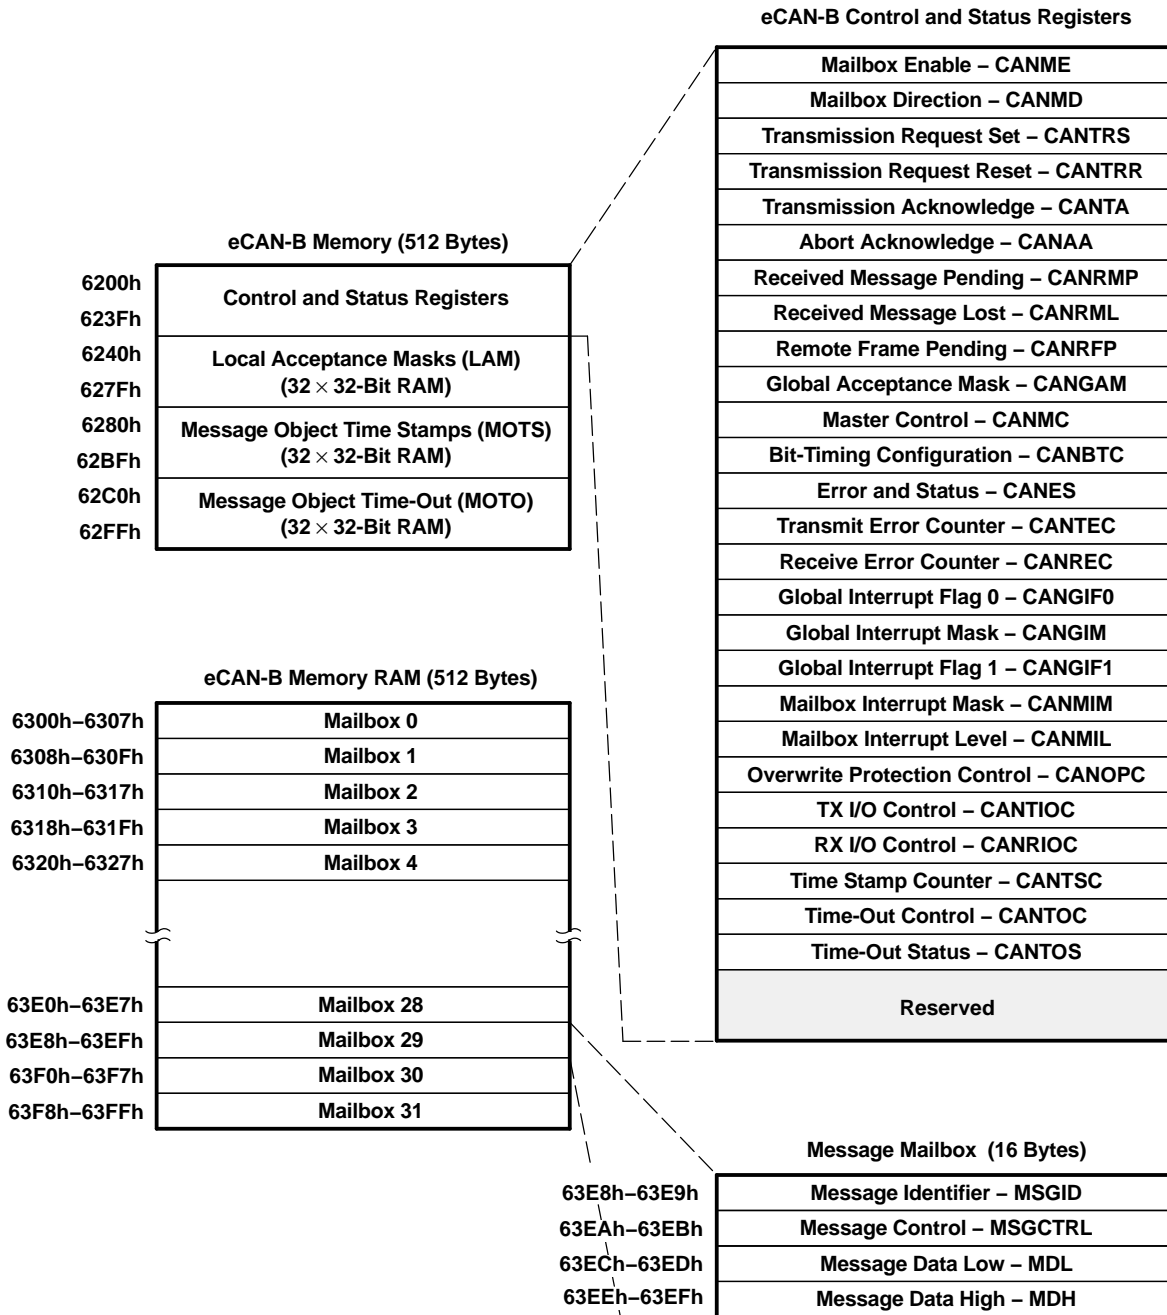 eCAN-B Control and Status Registers
Mailbox Enable – CANME
Mailbox Direction – CANMD
Transmission Request Set – CANTRS
Transmission Request Reset – CANTRR
Transmission Acknowledge – CANTA
Abort Acknowledge – CANAA
Received Message Pending – CANRMP
Received Message Lost – CANRML
Remote Frame Pending – CANRFP
Global Acceptance Mask – CANGAM
Master Control – CANMC
Bit-Timing Configuration – CANBTC
Error and Status – CANES
Transmit Error Counter – CANTEC
Receive Error Counter – CANREC
Global Interrupt Flag 0 – CANGIF0
Global Interrupt Mask – CANGIM
Global Interrupt Flag 1 – CANGIF1
Mailbox Interrupt Mask – CANMIM
Mailbox Interrupt Level – CANMIL
Overwrite Protection Control – CANOPC
TX I/O Control – CANTIOC
RX I/O Control – CANRIOC
Time Stamp Counter – CANTSC
Time-Out Control – CANTOC
Time-Out Status – CANTOS
Reserved
eCAN-B Memory (512 Bytes)
6200h
Control and Status Registers
623Fh
6240h
Local Acceptance Masks (LAM)
(32 × 32-Bit RAM)
627Fh
6280h
Message Object Time Stamps (MOTS)
(32 × 32-Bit RAM)
62BFh
62C0h
Message Object Time-Out (MOTO)
(32 × 32-Bit RAM)
62FFh
eCAN-B Memory RAM (512 Bytes)
6300h–6307h Mailbox 0
6308h–630Fh Mailbox 1
6310h–6317h Mailbox 2
6318h–631Fh Mailbox 3
6320h–6327h Mailbox 4
63E0h–63E7h Mailbox 28
63E8h–63EFh Mailbox 29
63F0h–63F7h Mailbox 30
63F8h–63FFh Mailbox 31
Message Mailbox (16 Bytes)
63E8h–63E9h Message Identifier – MSGID
63EAh–63EBh Message Control – MSGCTRL
63ECh–63EDh Message Data Low – MDL
63EEh–63EFh Message Data High – MDH